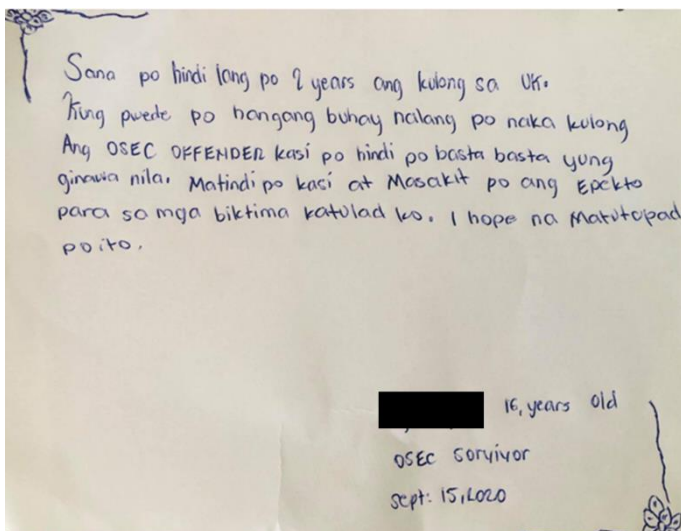 Sana po hindi lang po 2 years ang kulong sa UK.
Kung pwede po hangang buhay nalang po naka kulong
Ang OSEC OFFENDER kasi po hindi po basta basta yung
ginawa nila. Matindi po kasi at Masakit po ang Epekto
para sa mga biktima katulad ko. I hope na Matutupad
po ito.
16, years old
OSEC Sorvivor
Sept. 15, 2020